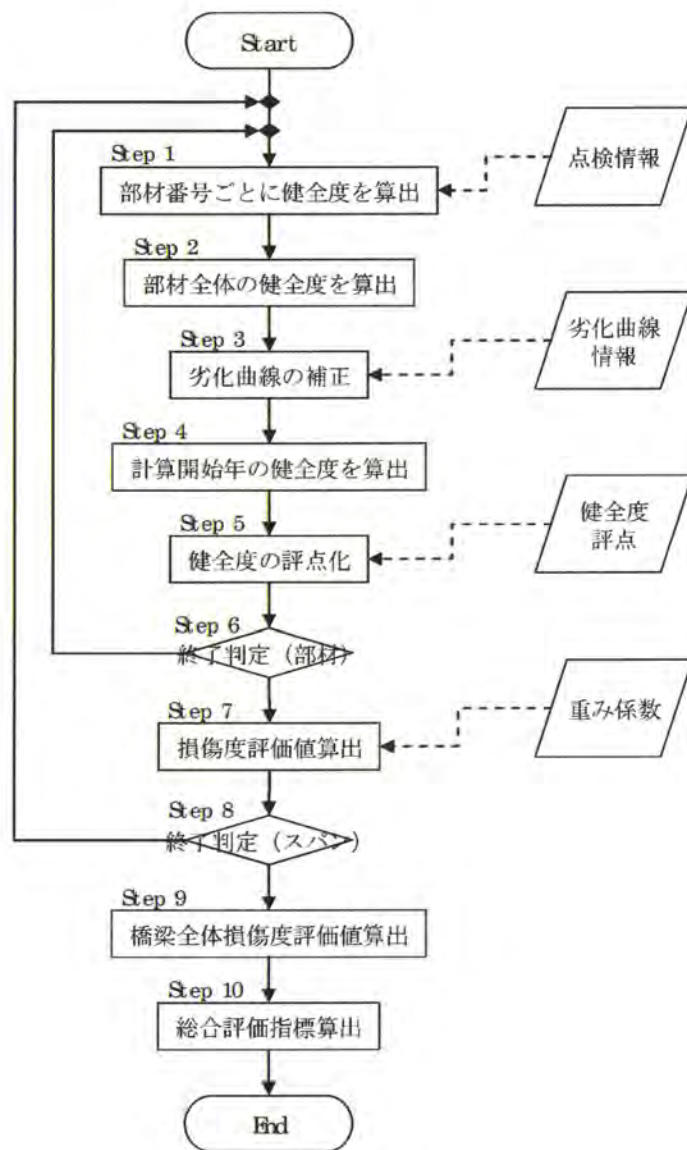 Start
Step 1
部材番号ごとに健全度を算出
点検情報
Step 2
部材全体の健全度を算出
Step 3
劣化曲線の補正
劣化曲線
情報
Step 4
計算開始年の健全度を算出
Step 5
健全度の評点化
健全度
評点
Step 6
終了判定（部材）
Step 7
損傷度評価値算出
重み係数
Step 8
終了判定（スパン）
Step 9
橋梁全体損傷度評価値算出
Step 10
総合評価指標算出
End